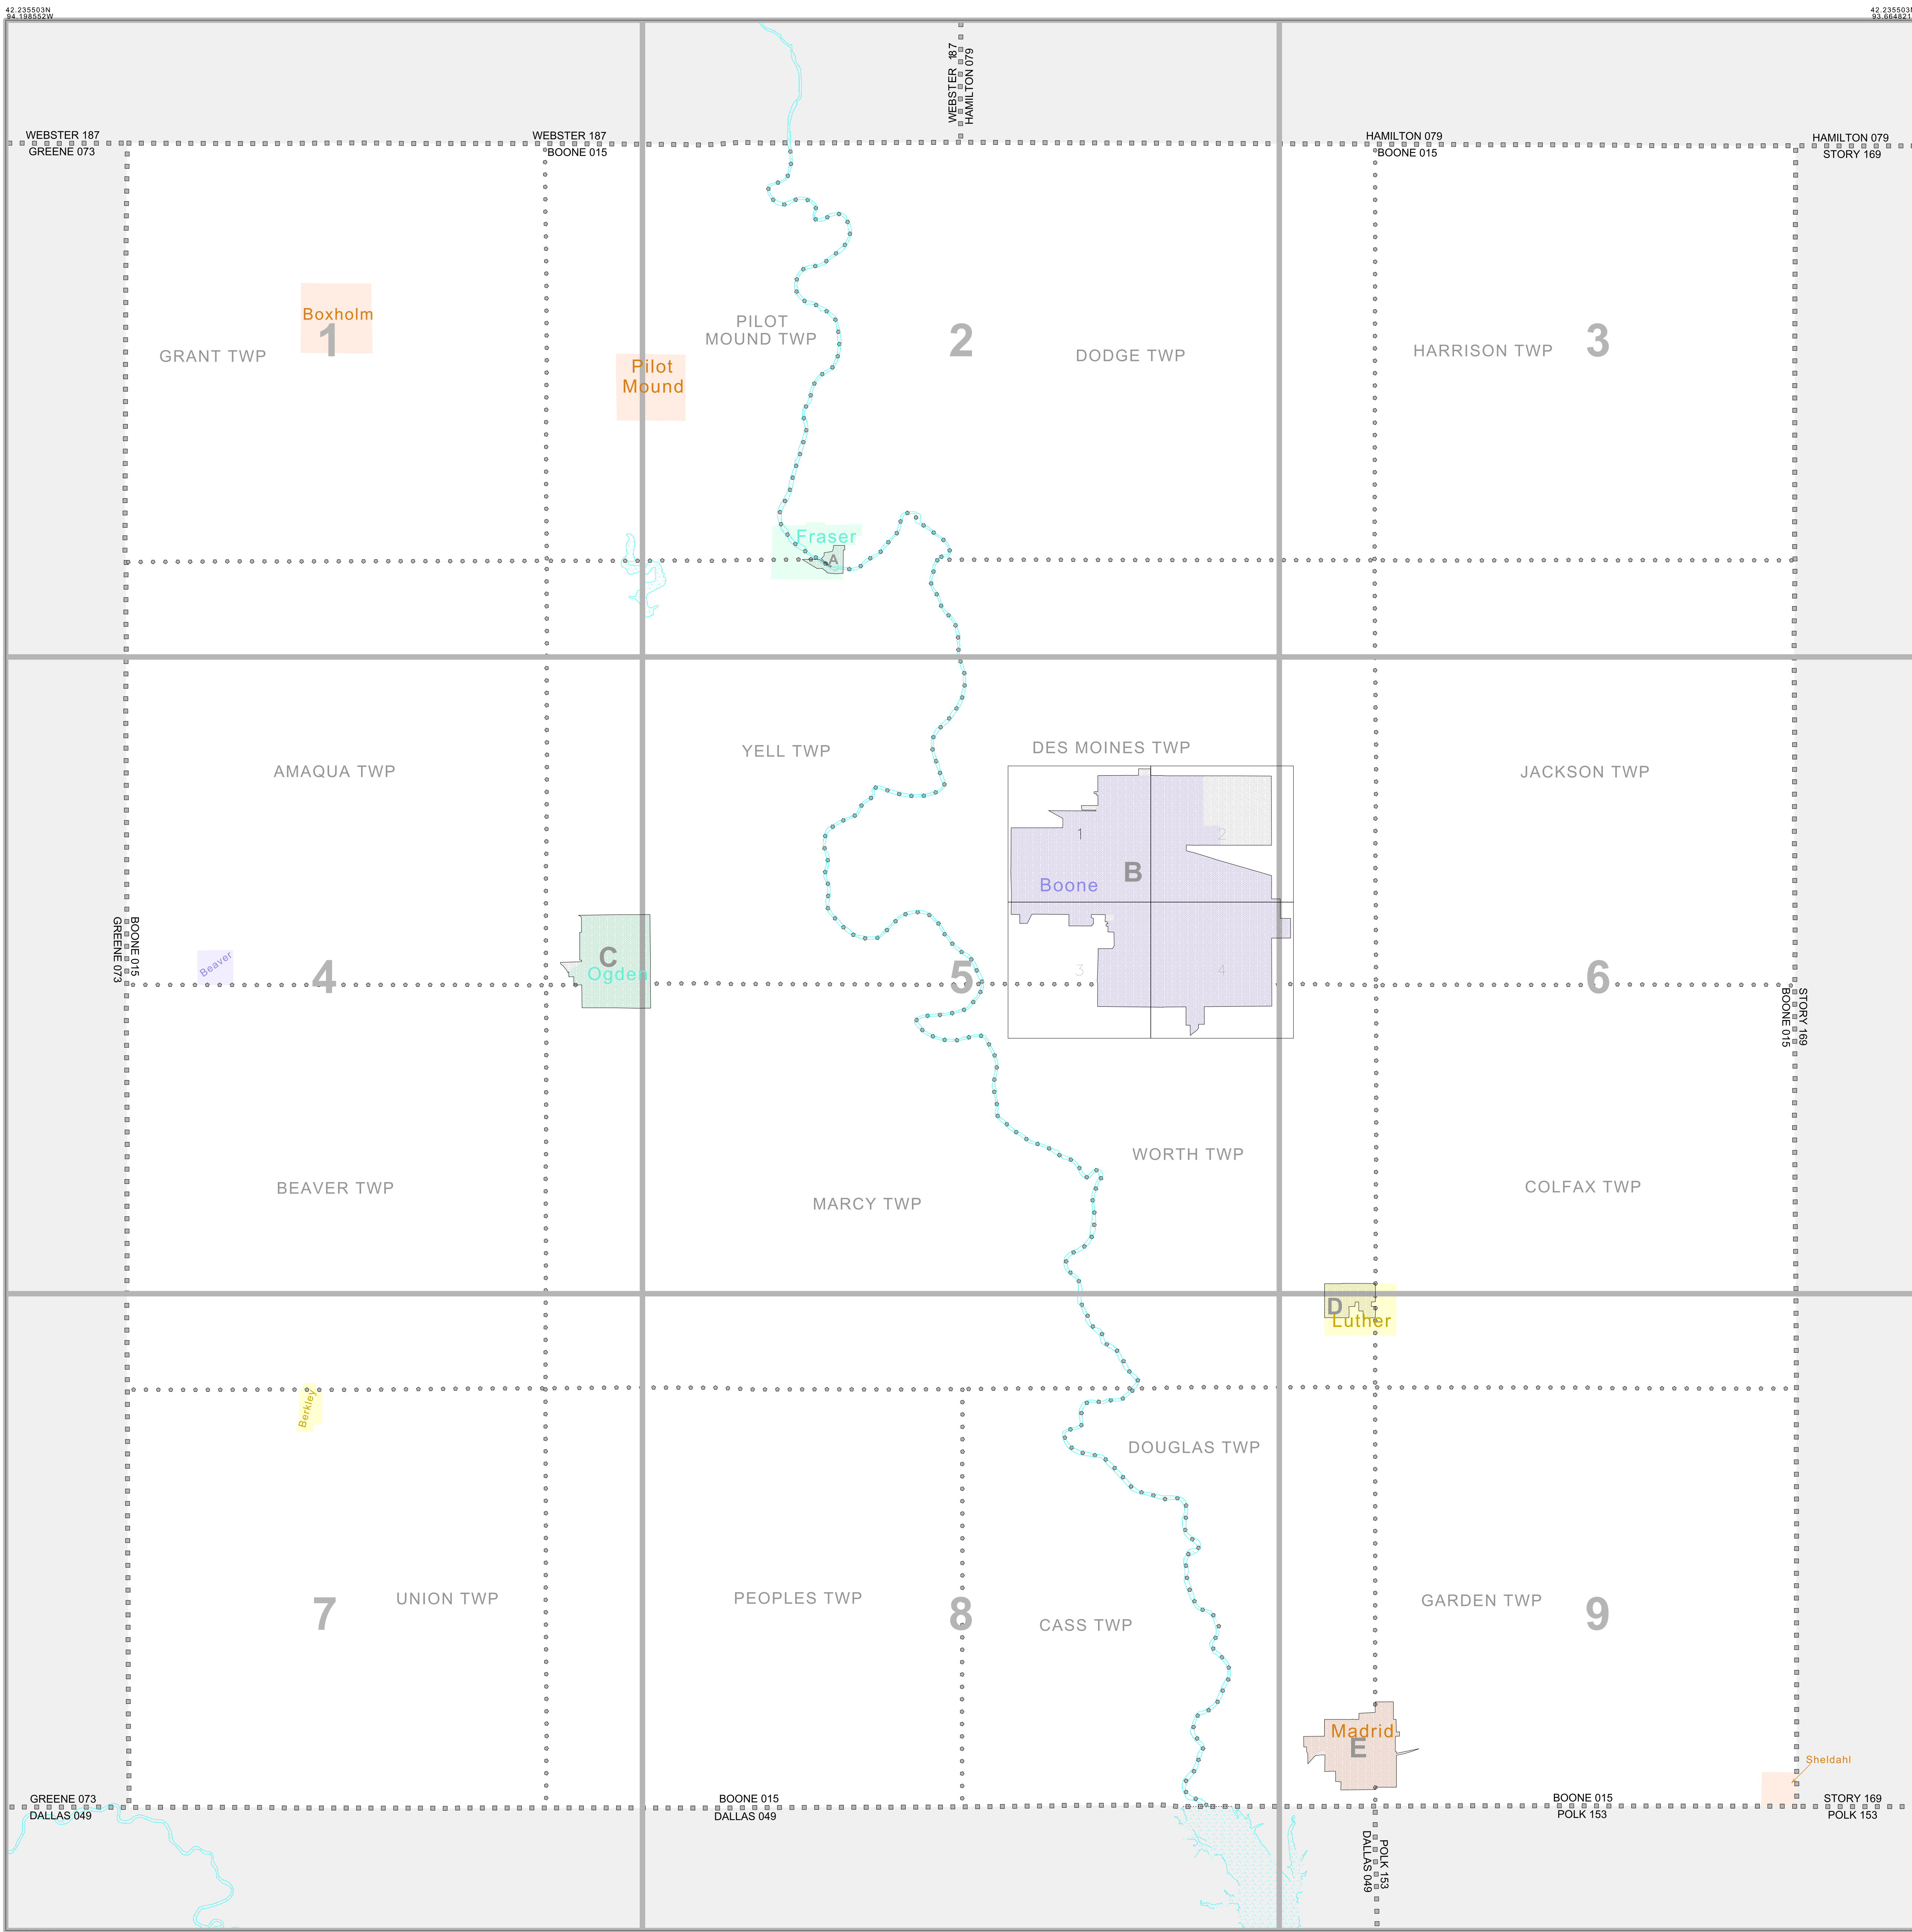 42.235503N
94.198552W
42.235503N
93.664821
WEBSTER 187
HAMILTON 079
WEBSTER 187
GREENE 073
WEBSTER 187
BOONE 015
HAMILTON 079
BOONE 015
HAMILTON 079
STORY 169
Boxholm
1
GRANT TWP
PILOT
MOUND TWP
2
DODGE TWP
HARRISON TWP
3
Pilot
Mound
Fraser
A
YELL TWP
DES MOINES TWP
AMAQUA TWP
JACKSON TWP
1
2
B
Boone
BOONE 015
GREENE 073
Beaver
4
C
Ogden
5
3
4
6
STORY 169
BOONE 015
WORTH TWP
BEAVER TWP
MARCY TWP
COLFAX TWP
D
Luther
Berkley
DOUGLAS TWP
7
UNION TWP
PEOPLES TWP
8
CASS TWP
GARDEN TWP
9
Madrid
E
Sheldahl
GREENE 073
DALLAS 049
BOONE 015
DALLAS 049
BOONE 015
POLK 153
STORY 169
POLK 153
POLK 153
DALLAS 049